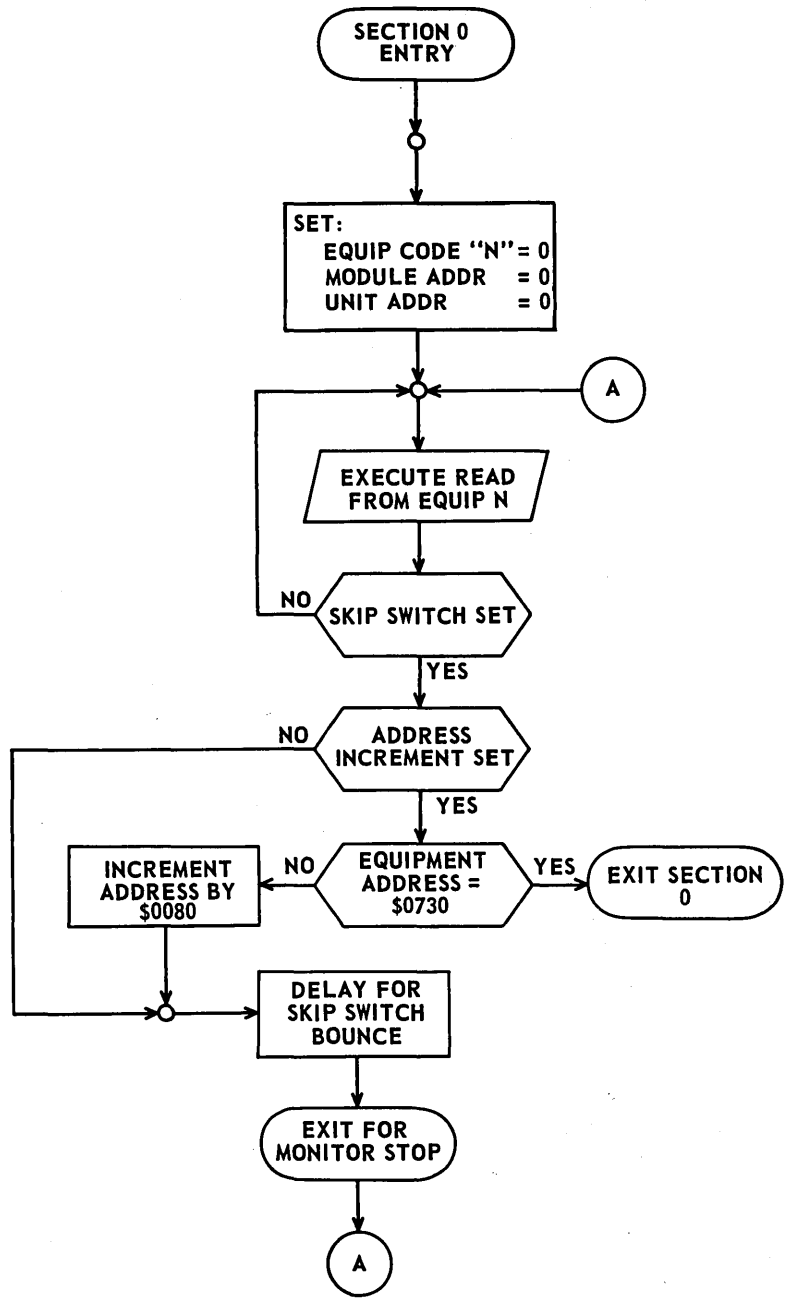 SECTION 0
ENTRY
SET:
EQUIP CODE "N" = 0
MODULE ADDR = 0
UNIT ADDR = 0
A
EXECUTE READ
FROM EQUIP N
NO
SKIP SWITCH SET
YES
NO
ADDRESS
INCREMENT SET
YES
INCREMENT
ADDRESS BY
$0080
NO
EQUIPMENT
ADDRESS =
$0730
YES
EXIT SECTION
0
DELAY FOR
SKIP SWITCH
BOUNCE
EXIT FOR
MONITOR STOP
A